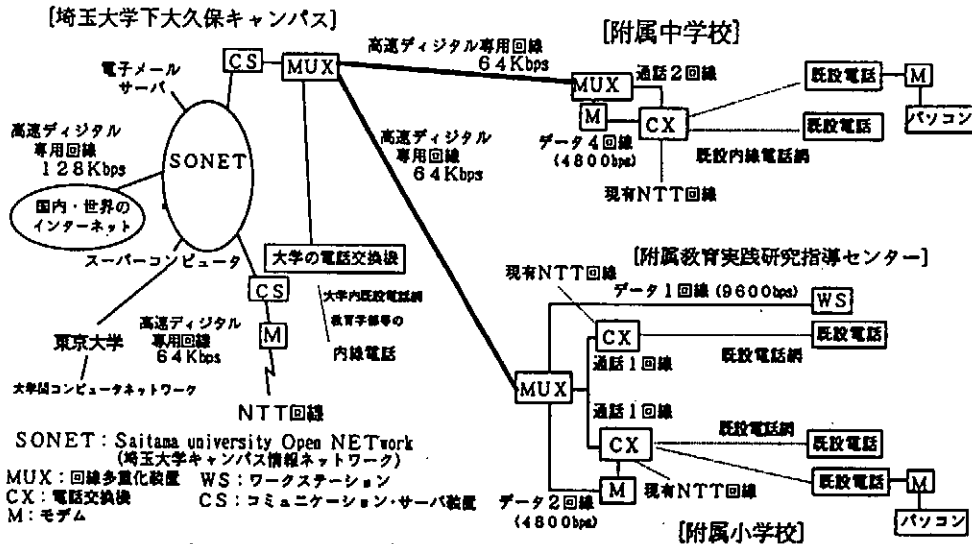 [埼玉大学下大久保キャンパス]
CS
MUX
高速ディジタル専用回線
64Kbps
[附属中学校]
電子メール
サーバ
MUX
通話2回線
既設電話
M
パソコン
M
CX
既設電話
データ4回線
(4800bps)
既設内線電話網
現有NTT回線
高速ディジタル
専用回線
128Kbps
SONET
高速ディジタル
専用回線
64Kbps
国内・世界の
インターネット
スーパーコンピュータ
大学の電話交換機
CS
大学内既設電話網
教育学部等の
内線電話
東京大学
高速ディジタル
専用回線
64Kbps
M
大学間コンピュータネットワーク
NTT回線
[附属教育実践研究指導センター]
現有NTT回線
データ1回線(9600bps)
WS
CX
既設電話
通話1回線
既設電話網
MUX
通話1回線
CX
既設電話網
既設電話
M
現有NTT回線
既設電話
M
データ2回線
(4800bps)
パソコン
[附属小学校]
SONET:Saitama university Open NETwork
(埼玉大学キャンパス情報ネットワーク)
MUX:回線多重化装置 WS:ワークステーション
CX:電話交換機 CS:コミュニケーション・サーバ装置
M:モデム